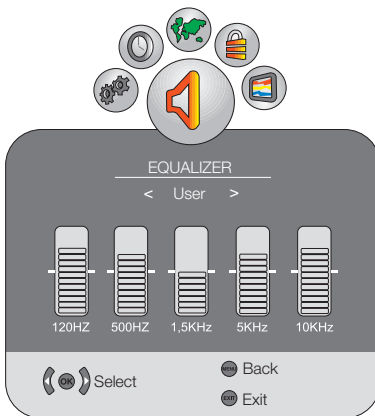 EQUALIZER
< User >
120HZ 500HZ 1,5KHz 5KHz 10KHz
OK Select
MENU Back
EXIT Exit